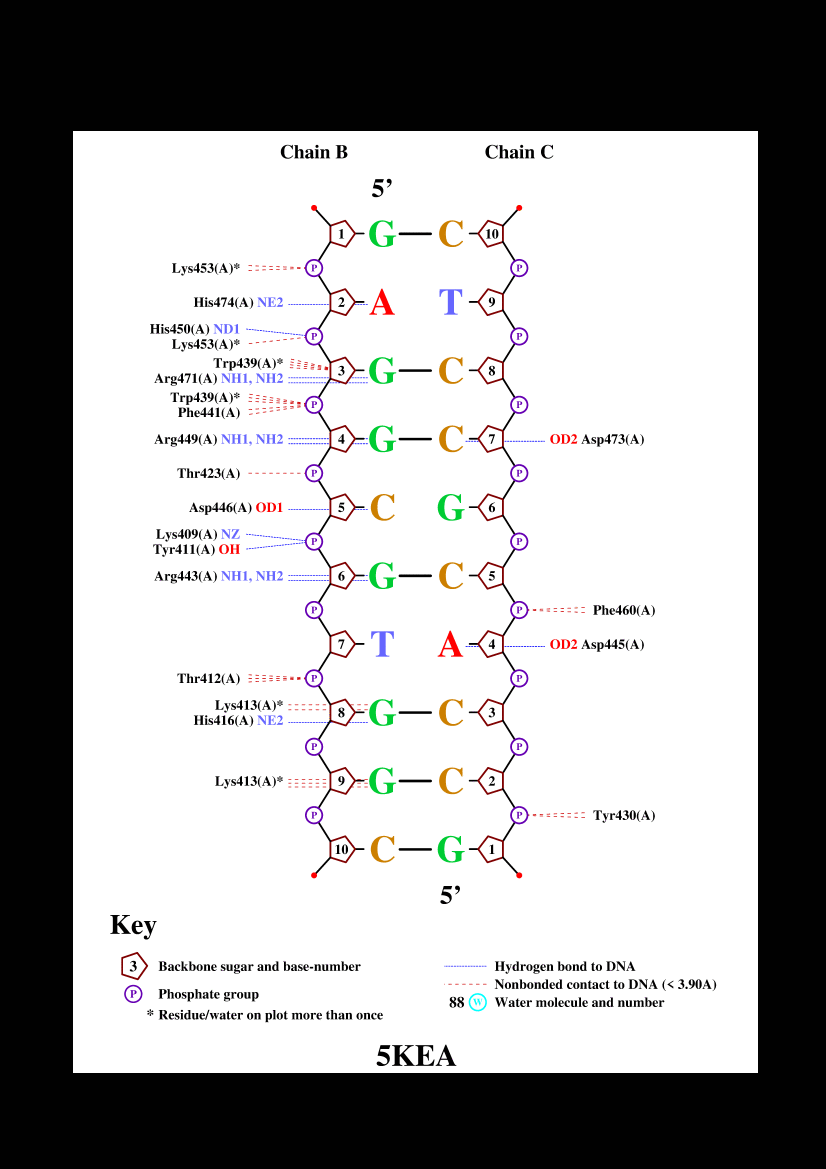 Chain B Chain C
5’
1 G C 10
Lys453(A)* P P
His474(A) NE2 2 A T 9
His450(A) ND1
P P
Lys453(A)*
Trp439(A)*
3 G C 8
Arg471(A) NH1, NH2
Trp439(A)*
P P
Phe441(A)
Arg449(A) NH1, NH2 4 G C 7 OD2 Asp473(A)
Thr423(A) P P
Asp446(A) OD1 5 C G 6
Lys409(A) NZ
P P
Tyr411(A) OH
Arg443(A) NH1, NH2 6 G C 5
P P Phe460(A)
7 T A 4 OD2 Asp445(A)
Thr412(A) P P
Lys413(A)*
8 G C 3
His416(A) NE2
P P
Lys413(A)* 9 G C 2
P P Tyr430(A)
10 C G 1
5’
Key
3 Backbone sugar and base-number
P Phosphate group
* Residue/water on plot more than once
Hydrogen bond to DNA
Nonbonded contact to DNA (< 3.90A)
88 W Water molecule and number
5KEA